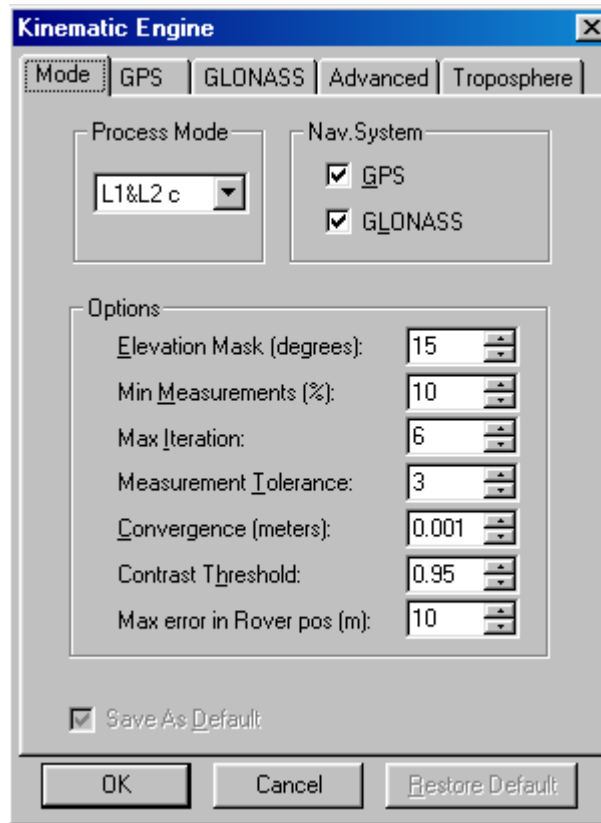 Kinematic Engine
Mode GPS GLONASS Advanced Troposphere
Process Mode
L1&L2 c
Nav.System
GPS
GLONASS
Options
Elevation Mask (degrees): 15
Min Measurements (%): 10
Max Iteration: 6
Measurement Tolerance: 3
Convergence (meters): 0.001
Contrast Threshold: 0.95
Max error in Rover pos (m): 10
Save As Default
OK Cancel Restore Default